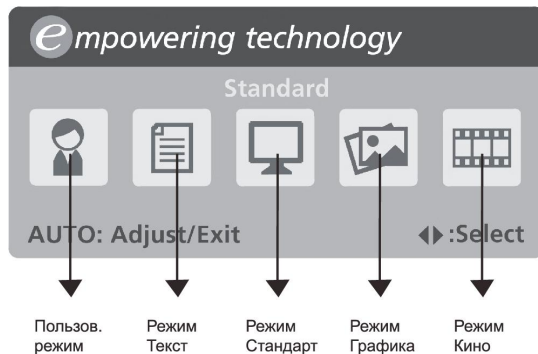 empowering technology
Standard
AUTO: Adjust/Exit
:Select
Пользов. режим
Режим Текст
Режим Стандарт
Режим Графика
Режим Кино